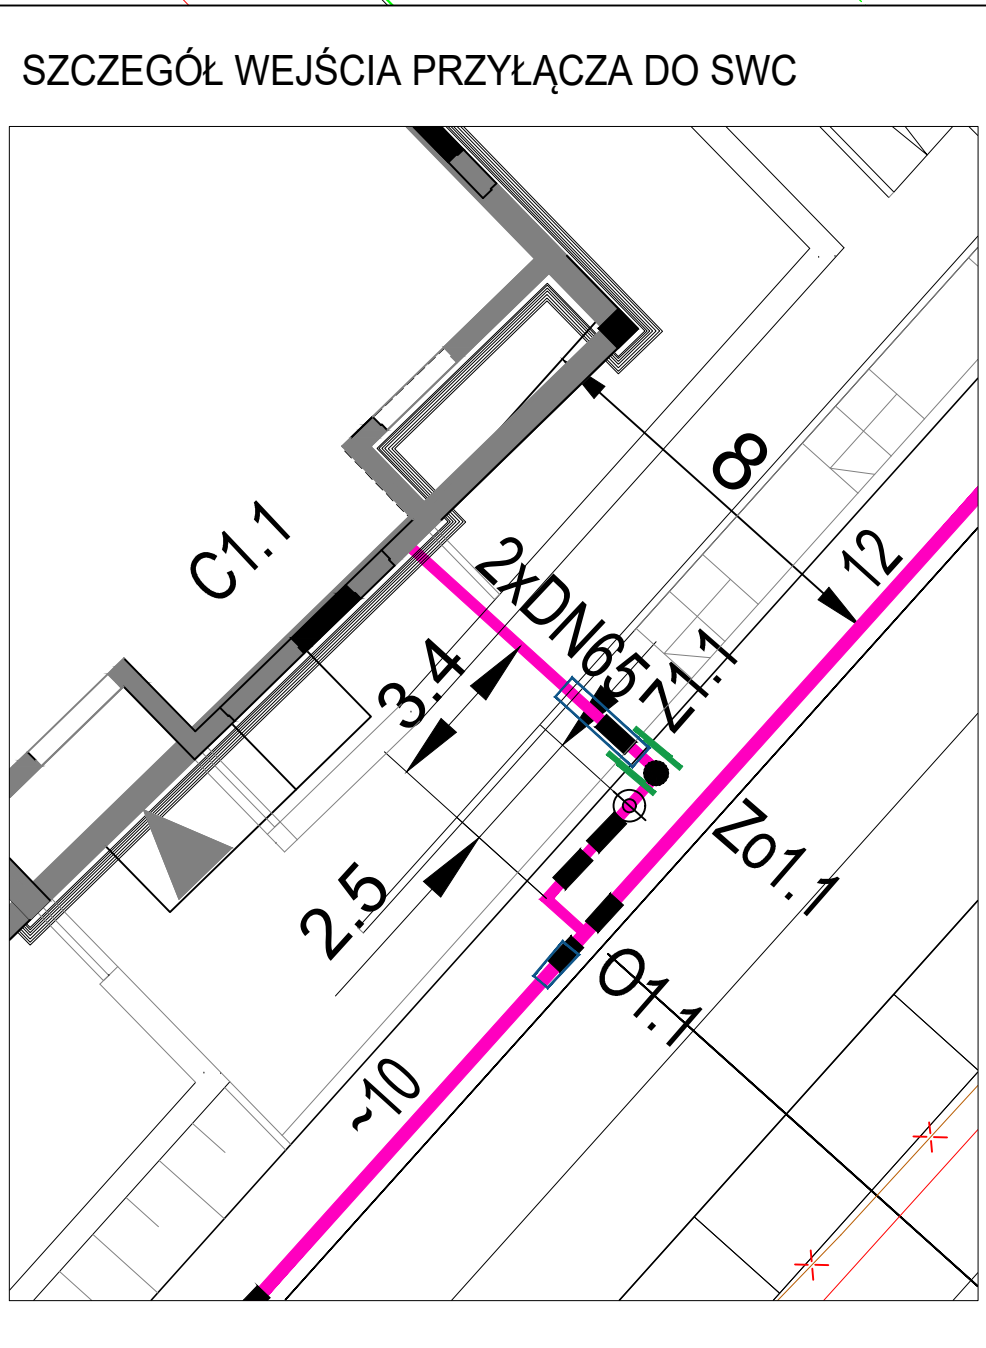 SZCZEGÓŁ WEJŚCIA PRZYŁĄCZA DO SWC
8
C1.1
12
2xDN65
Z1.1
3.4
Zo1.1
2.5
O1.1
~10